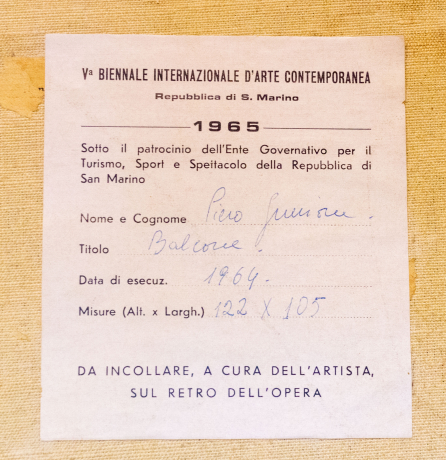 Vª BIENNALE INTERNAZIONALE D'ARTE CONTEMPORANEA
Repubblica di S. Marino
1965
Sotto il patrocinio dell'Ente Governativo per il
Turismo, Sport e Spettacolo della Repubblica di
San Marino
Nome e Cognome Piero
Titolo Balcone.
Data di esecuz. 1964.
Misure (Alt. x Largh.) 122 X 105
DA INCOLLARE, A CURA DELL'ARTISTA,
SUL RETRO DELL'OPERA